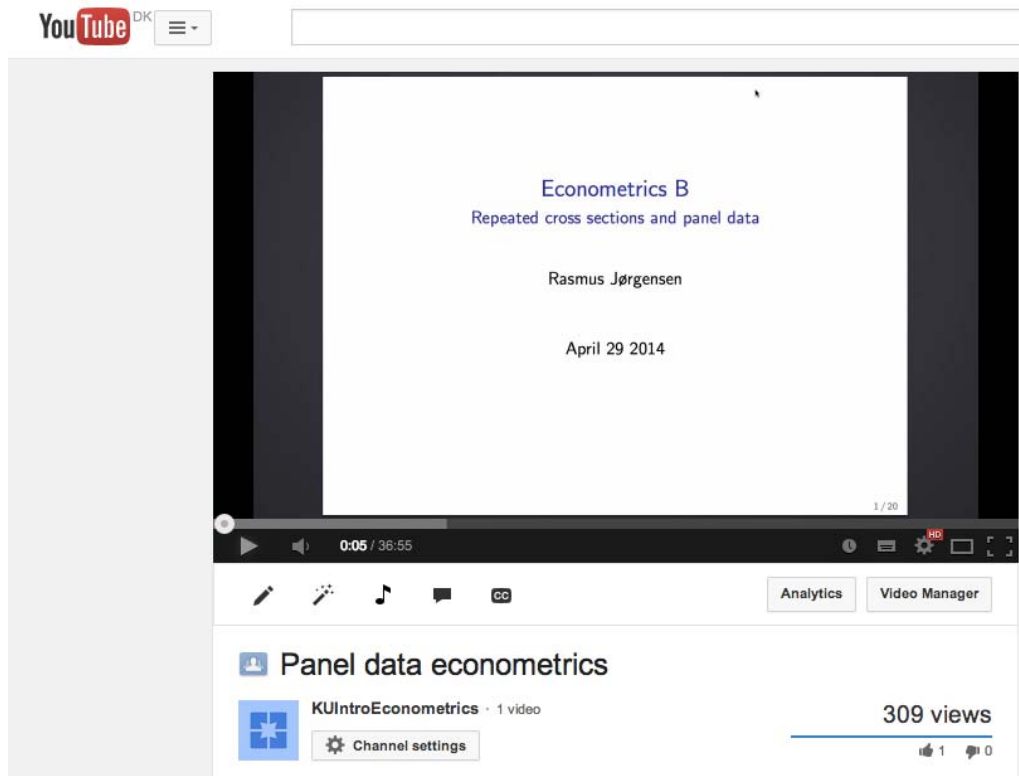 YouTube DK
Econometrics B
Repeated cross sections and panel data
Rasmus Jørgensen
April 29 2014
1 / 20
0:05 / 36:55
HD
CC
Analytics
Video Manager
Panel data econometrics
KUIntroEconometrics · 1 video
309 views
Channel settings
1 0